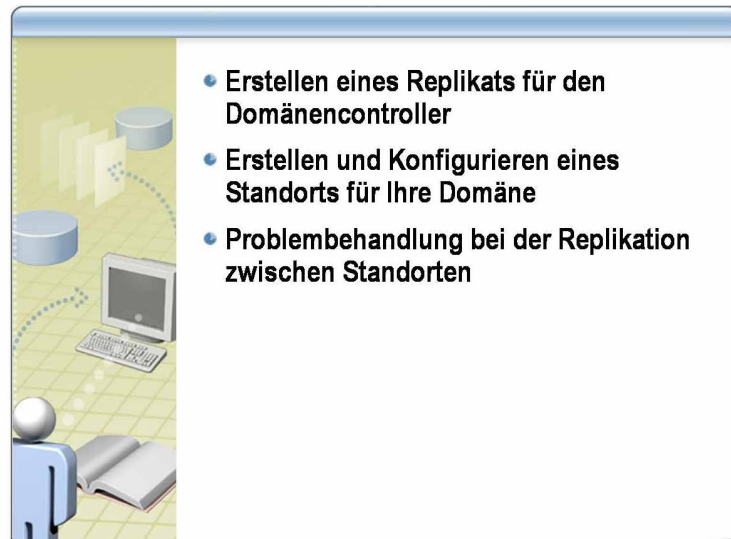 Erstellen eines Replikats für den
Domänencontroller
Erstellen und Konfigurieren eines
Standorts für Ihre Domäne
Problembehandlung bei der Replikation
zwischen Standorten